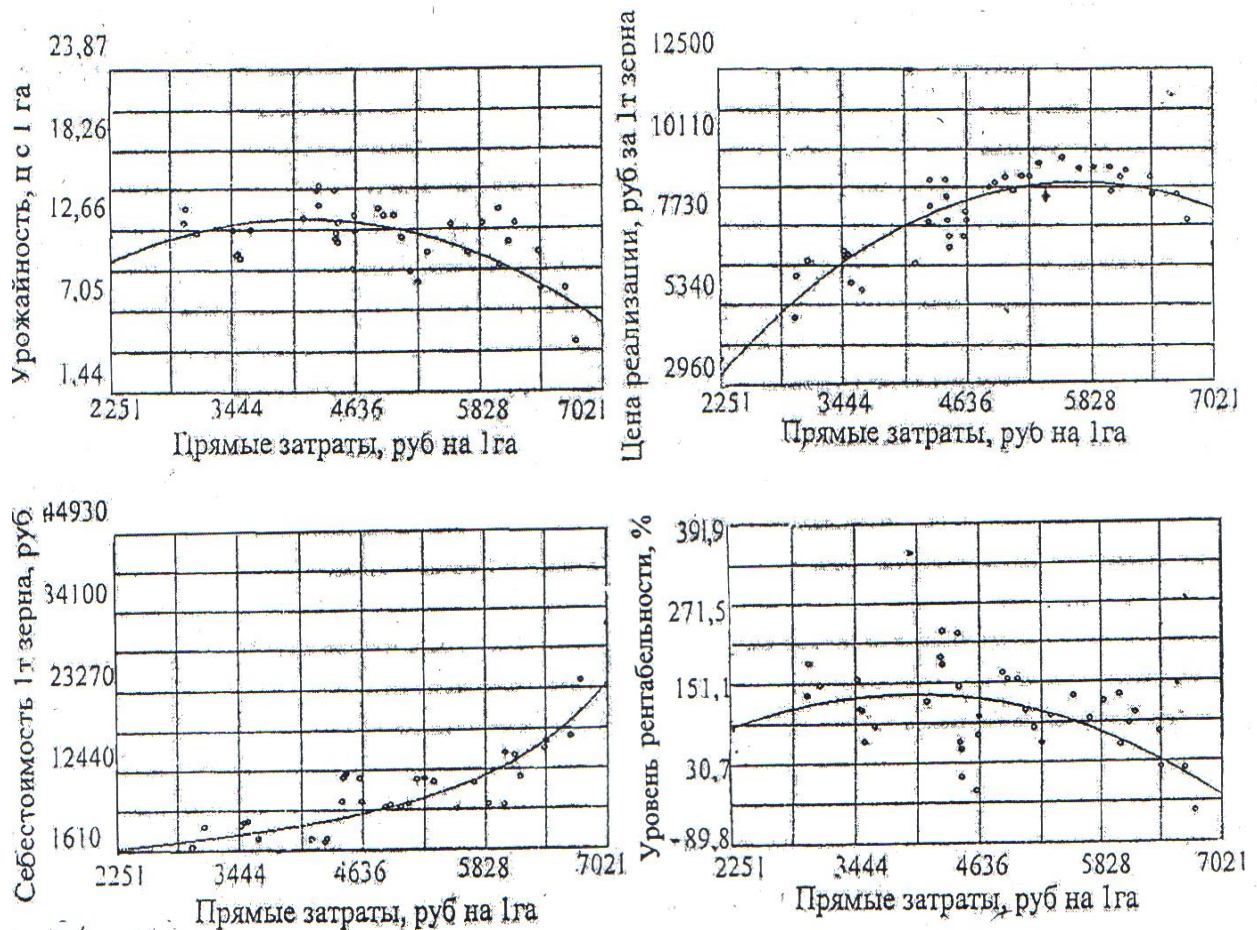 Урожайность, ц с 1 га
23,87
18,26
12,66
7,05
1,44
2251 3444 4636 5828 7021
Прямые затраты, руб на 1га
Цена реализации, руб.за 1т зерна
12500
10110
7730
5340
2960
2251 3444 4636 5828 7021
Прямые затраты, руб на 1га
Себестоимость 1т зерна, руб.
44930
34100
23270
12440
1610
2251 3444 4636 5828 7021
Прямые затраты, руб на 1га
Уровень рентабельности, %
391,9
271,5
151,1
30,7
-89,8
2251 3444 4636 5828 7021
Прямые затраты, руб на 1га